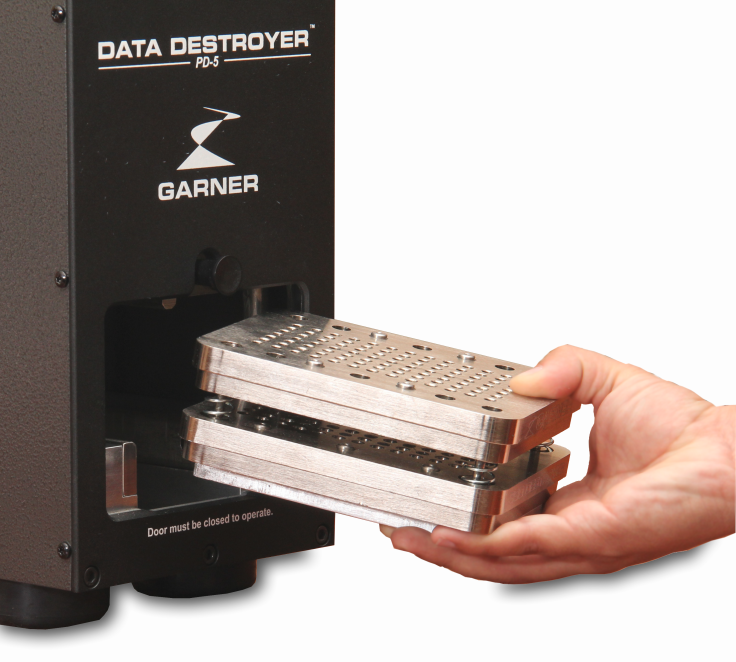 DATA DESTROYER™
PD-5
GARNER
Door must be closed to operate.